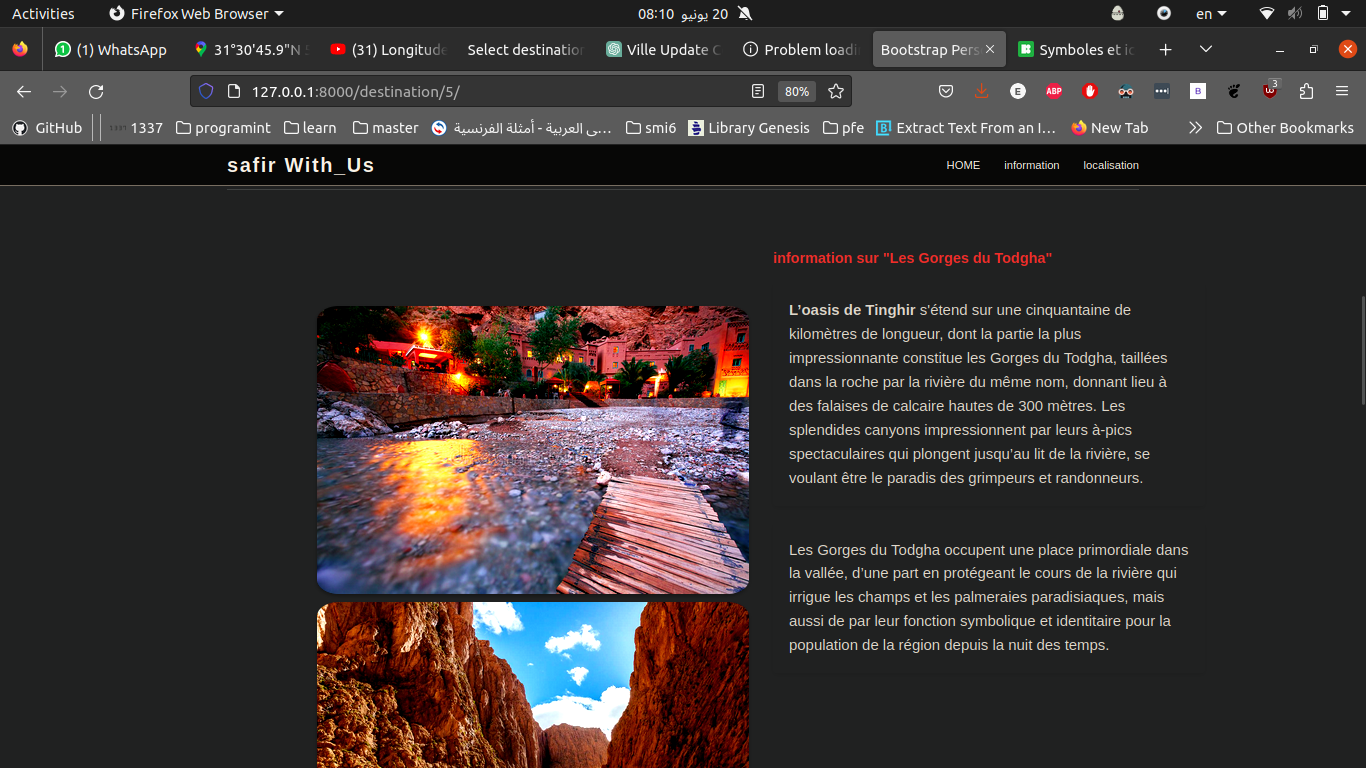 Activities Firefox Web Browser 08:10 20 يونيو en
(1) WhatsApp 31°30'45.9"N (31) Longitude Select destination Ville Update Problem loadi Bootstrap Pers Symboles et
127.0.0.1:8000/destination/5/ 80% E ABP B 3
GitHub 1337 programint learn master ...ى العربية - أمثلة الفرنسية smi6 Library Genesis pfe Extract Text From an I... New Tab Other Bookmarks
safir With_Us HOME information localisation
information sur "Les Gorges du Todgha"
L’oasis de Tinghir s’étend sur une cinquantaine de
kilomètres de longueur, dont la partie la plus
impressionnante constitue les Gorges du Todgha, taillées
dans la roche par la rivière du même nom, donnant lieu à
des falaises de calcaire hautes de 300 mètres. Les
splendides canyons impressionnent par leurs à-pics
spectaculaires qui plongent jusqu’au lit de la rivière, se
voulant être le paradis des grimpeurs et randonneurs.
Les Gorges du Todgha occupent une place primordiale dans
la vallée, d’une part en protégeant le cours de la rivière qui
irrigue les champs et les palmeraies paradisiaques, mais
aussi de par leur fonction symbolique et identitaire pour la
population de la région depuis la nuit des temps.